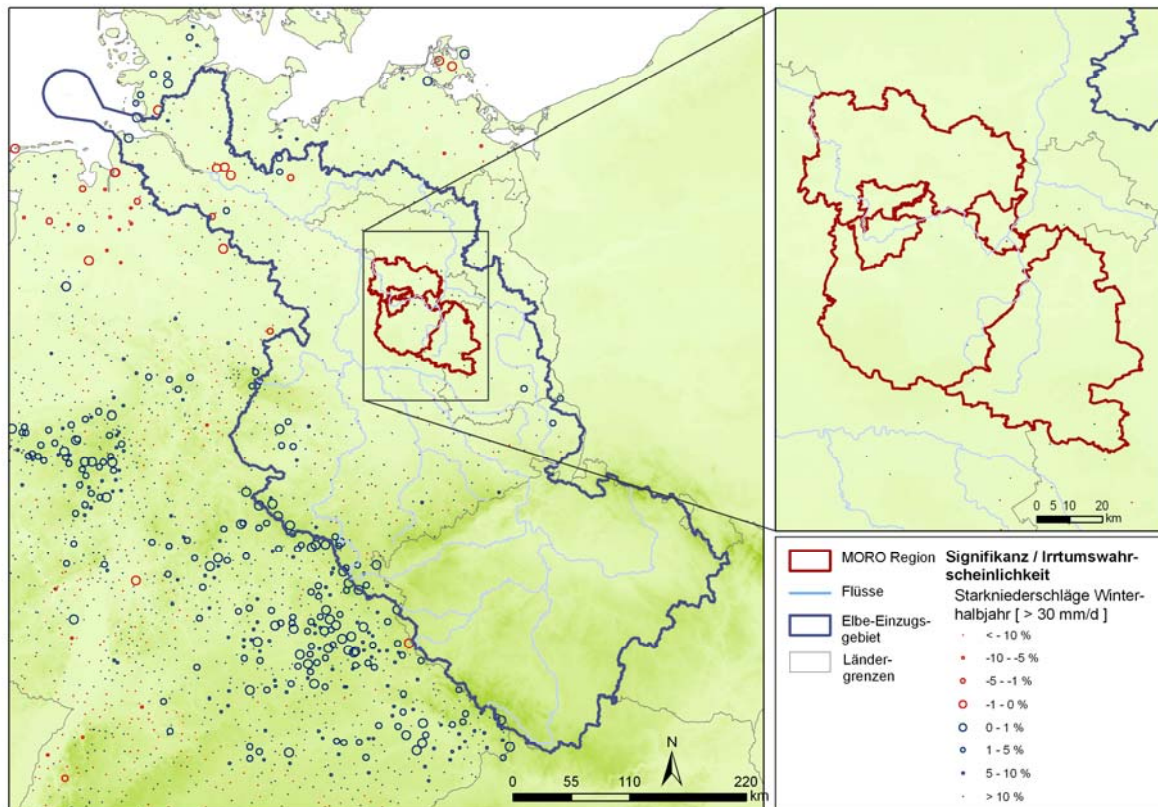 N
0 55 110 220
km
0 5 10 20
km
MORO Region
Flüsse
Elbe-Einzugs-
gebiet
Länder-
grenzen
Signifikanz / Irrtumswahr-
scheinlichkeit
Starkniederschläge Winter-
halbjahr [ > 30 mm/d ]
< - 10 %
-10 - -5 %
-5 - -1 %
-1 - 0 %
0 - 1 %
1 - 5 %
5 - 10 %
> 10 %